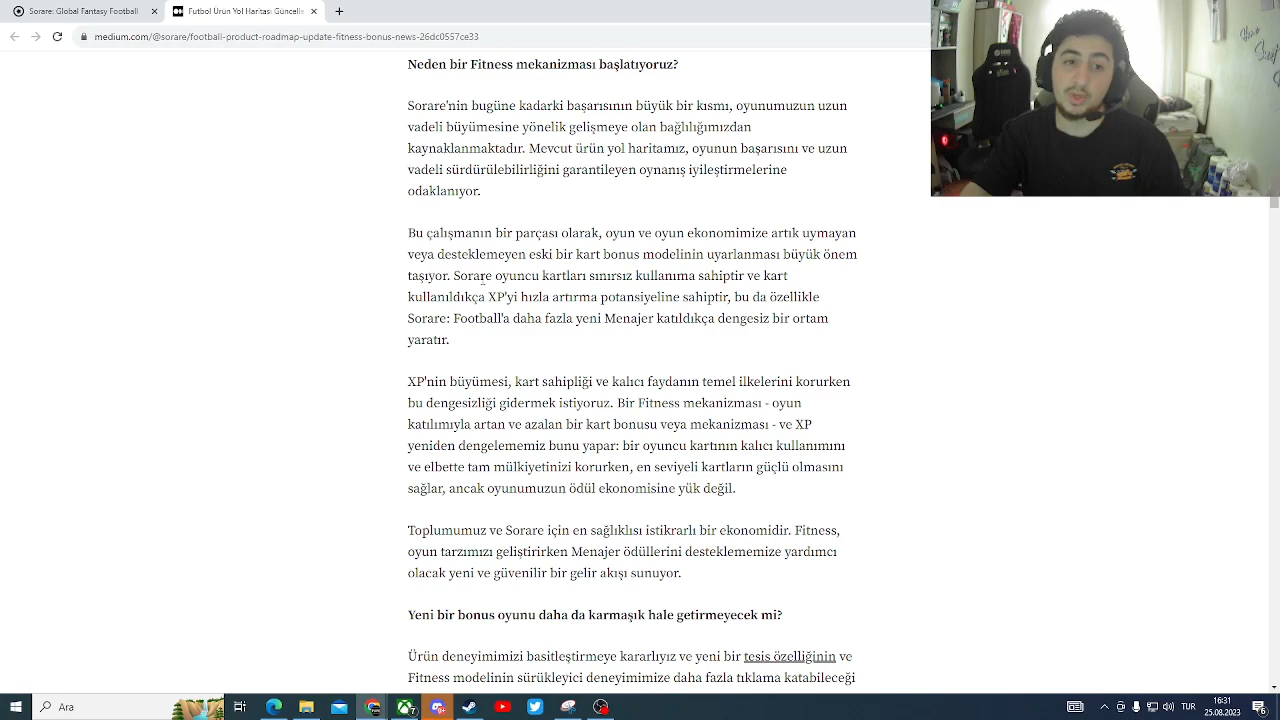 Sorare: Global Fantasy Football
Futbol Ürün Yol Haritası Güncelle
medium.com/@sorare/football-product-roadmap-update-fitness-bonus-news-26dc0557ce33
Neden bir Fitness mekanizması başlatıyoruz?
Sorare'nin bugüne kadarki başarısının büyük bir kısmı, oyunumuzun uzun
vadeli büyümesine yönelik gelişmeye olan bağlılığımızdan
kaynaklanmaktadır. Mevcut ürün yol haritamız, oyunun başarısını ve uzun
vadeli sürdürülebilirliğini garantileyen oynanış iyileştirmelerine
odaklanıyor.
Bu çalışmanın bir parçası olarak, oyun ve oyun ekonomimize artık uymayan
veya desteklemeyen eski bir kart bonus modelinin uyarlanması büyük önem
taşıyor. Sorare oyuncu kartları sınırsız kullanıma sahiptir ve kart
kullanıldıkça XP'yi hızla artırma potansiyeline sahiptir, bu da özellikle
Sorare: Football'a daha fazla yeni Menajer katıldıkça dengesiz bir ortam
yaratır.
XP'nin büyümesi, kart sahipliği ve kalıcı faydanın temel ilkelerini korurken
bu dengesizliği gidermek istiyoruz. Bir Fitness mekanizması - oyun
katılımıyla artan ve azalan bir kart bonusu veya mekanizması - ve XP
yeniden dengelememiz bunu yapar: bir oyuncu kartının kalıcı kullanımını
ve elbette tam mülkiyetinizi korurken, en seviyeli kartların güçlü olmasını
sağlar, ancak oyunumuzun ödül ekonomisine yük değil.
Toplumumuz ve Sorare için en sağlıklısı istikrarlı bir ekonomidir. Fitness,
oyun tarzımızı geliştirirken Menajer ödüllerini desteklememize yardımcı
olacak yeni ve güvenilir bir gelir akışı sunuyor.
Yeni bir bonus oyunu daha da karmaşık hale getirmeyecek mi?
Ürün deneyimimizi basitleştirmeye kararlıyız ve yeni bir tesis özelliğinin ve
Fitness modelinin sürükleyici deneyimimize daha fazla tıklama katabileceği
Ara
16:31
25.08.2023